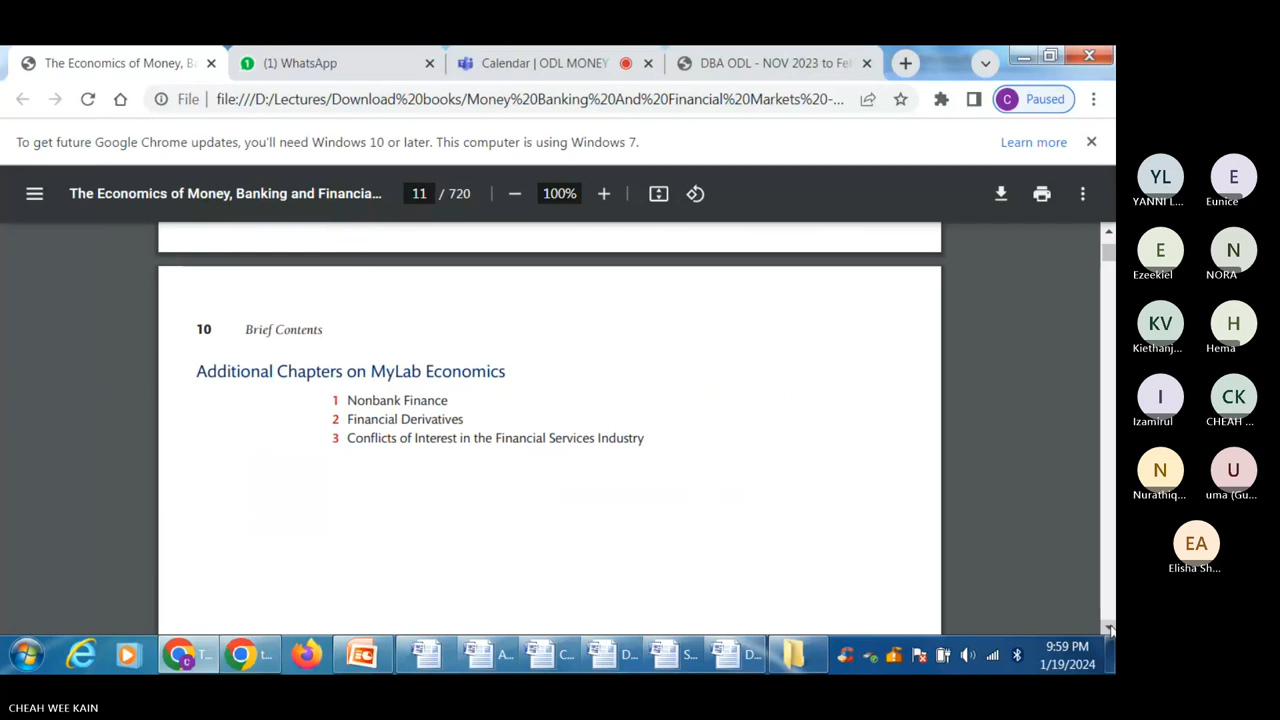 The Economics of Money, B
(1) WhatsApp
Calendar | ODL MONEY
DBA ODL - NOV 2023 to Fe
File
file:///D:/Lecture/Download%20books/Money%20Banking%20And%20Financial%20Markets%20-...
C
Paused
To get future Google Chrome updates, you'll need Windows 10 or later. This computer is using Windows 7.
Learn more
The Economics of Money, Banking and Financia...
11 / 720
100%
10 Brief Contents
Additional Chapters on MyLab Economics
1 Nonbank Finance
2 Financial Derivatives
3 Conflicts of Interest in the Financial Services Industry
YL
YANNI L...
E
Eunice
E
Ezeekiel
N
NORA
KV
Kiethanj...
H
Hema
I
Izamirul
CK
CHEAH ...
N
Nurathiq...
U
uma (Gu...
EA
Elisha Sh...
T...
t...
A...
C...
D...
S...
D...
9:59 PM
1/19/2024
CHEAH WEE KAIN